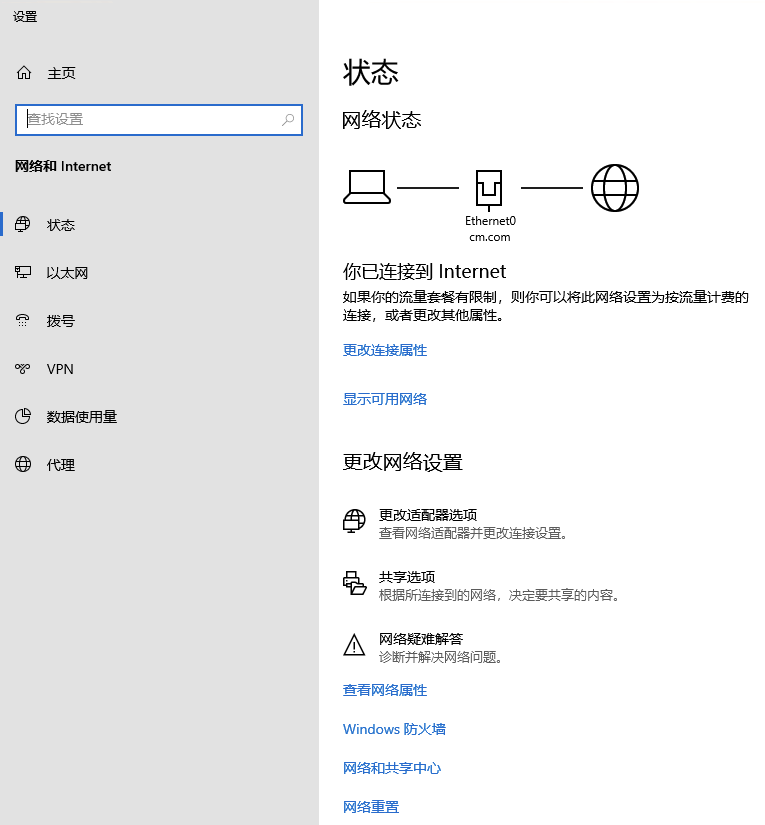 设置
主页
查找设置
网络和 Internet
状态
以太网
拨号
VPN
数据使用量
代理
状态
网络状态
Ethernet0
cm.com
你已连接到 Internet
如果你的流量套餐有限制，则你可以将此网络设置为按流量计费的
连接，或者更改其他属性。
更改连接属性
显示可用网络
更改网络设置
更改适配器选项
查看网络适配器并更改连接设置。
共享选项
根据所连接到的网络，决定要共享的内容。
网络疑难解答
诊断并解决网络问题。
查看网络属性
Windows 防火墙
网络和共享中心
网络重置